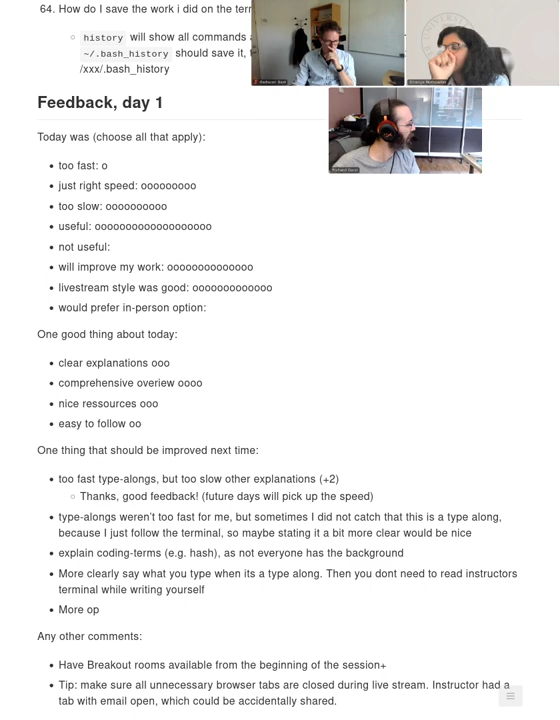 64. How do I save the work i did on the
history will show all commands
~/.bash_history should save it,
/xxx/.bash_history
Feedback, day 1
Today was (choose all that apply):
too fast: o
just right speed: ooooooooo
too slow: oooooooooo
useful: ooooooooooooooooooo
not useful:
will improve my work: oooooooooooooo
livestream style was good: ooooooooooooo
would prefer in-person option:
One good thing about today:
clear explanations ooo
comprehensive overiew oooo
nice ressources ooo
easy to follow oo
One thing that should be improved next time:
too fast type-alongs, but too slow other explanations (+2)
Thanks, good feedback! (future days will pick up the speed)
type-alongs weren't too fast for me, but sometimes I did not catch that this is a type along,
because I just follow the terminal, so maybe stating it a bit more clear would be nice
explain coding-terms (e.g. hash), as not everyone has the background
More clearly say what you type when its a type along. Then you dont need to read instructors
terminal while writing yourself
More op
Any other comments:
Have Breakout rooms available from the beginning of the session+
Tip: make sure all unnecessary browser tabs are closed during live stream. Instructor had a
tab with email open, which could be accidentally shared.